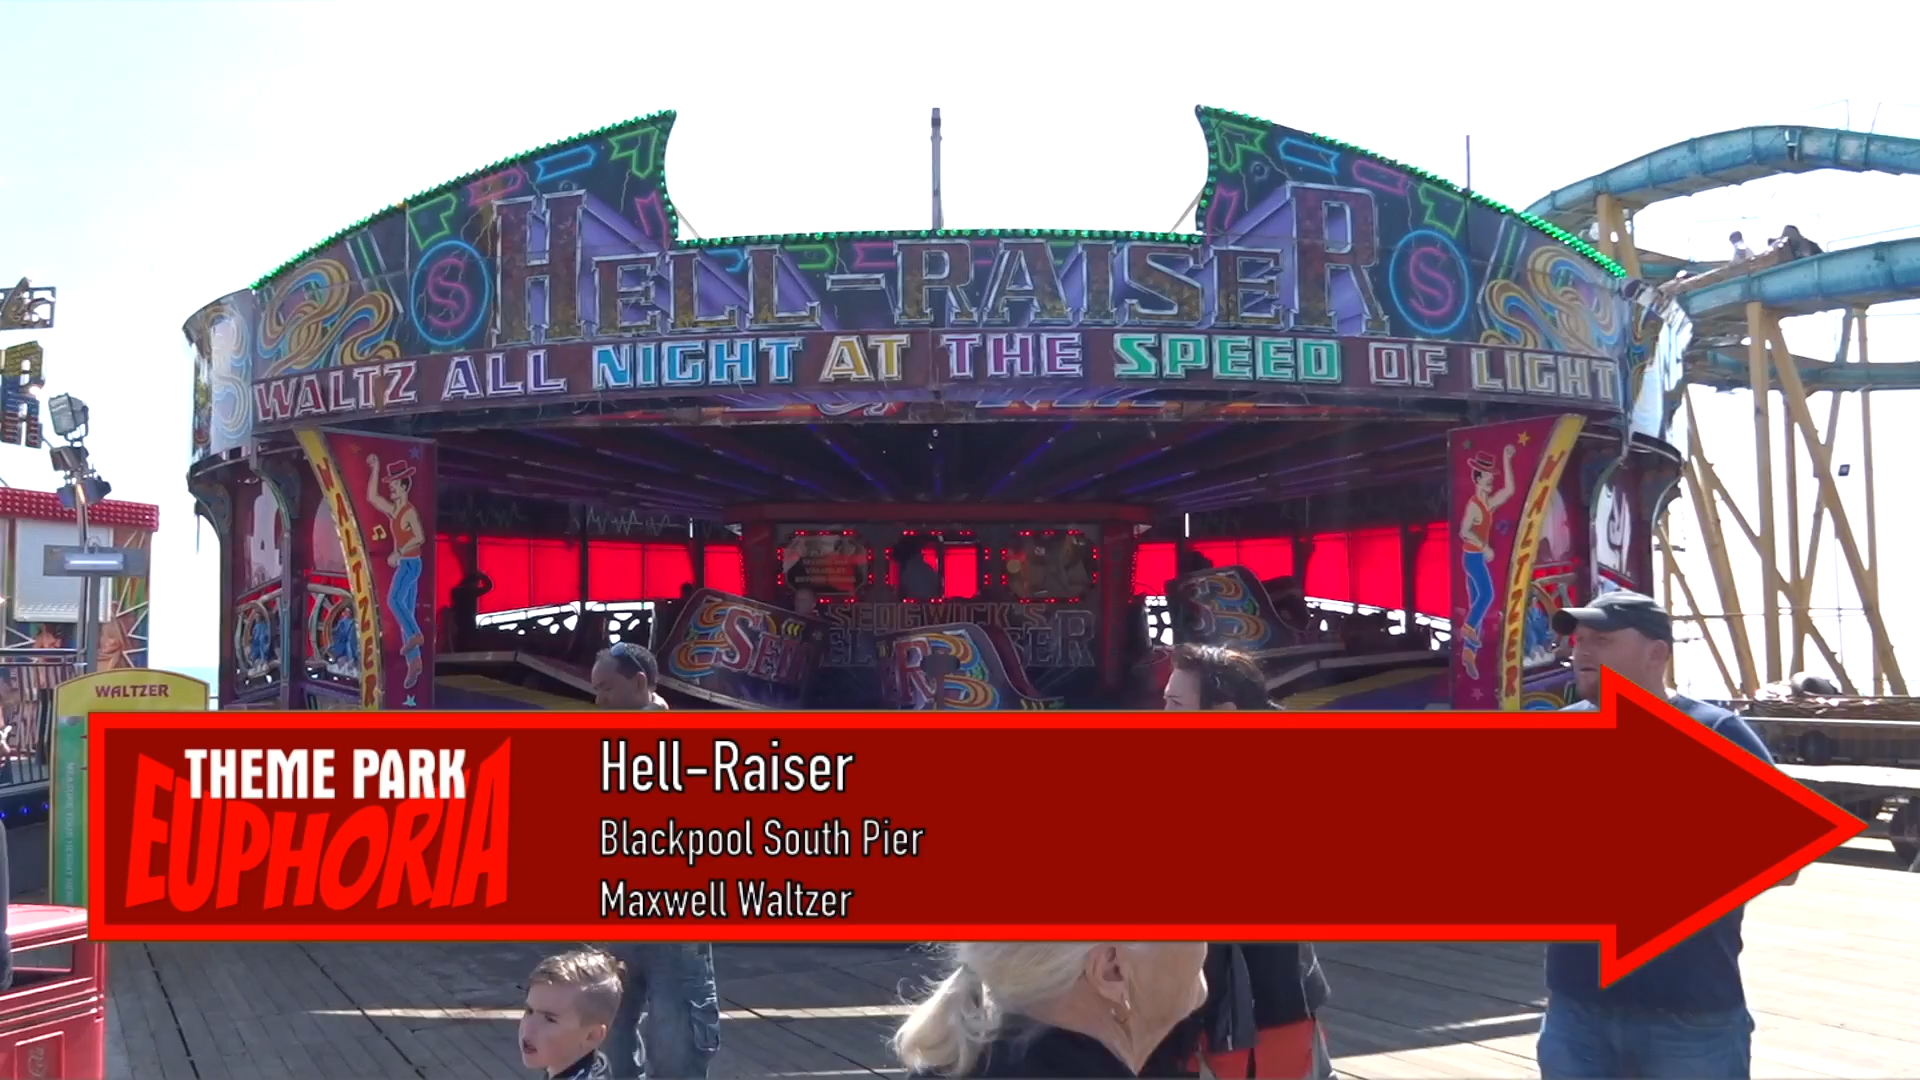 HELL-RAISER
WALTZ ALL NIGHT AT THE SPEED OF LIGHT
WALTZER
WALTZER
SEDGWICK'S
WALTZER
THEME PARK
EUPHORIA
Hell-Raiser
Blackpool South Pier
Maxwell Waltzer